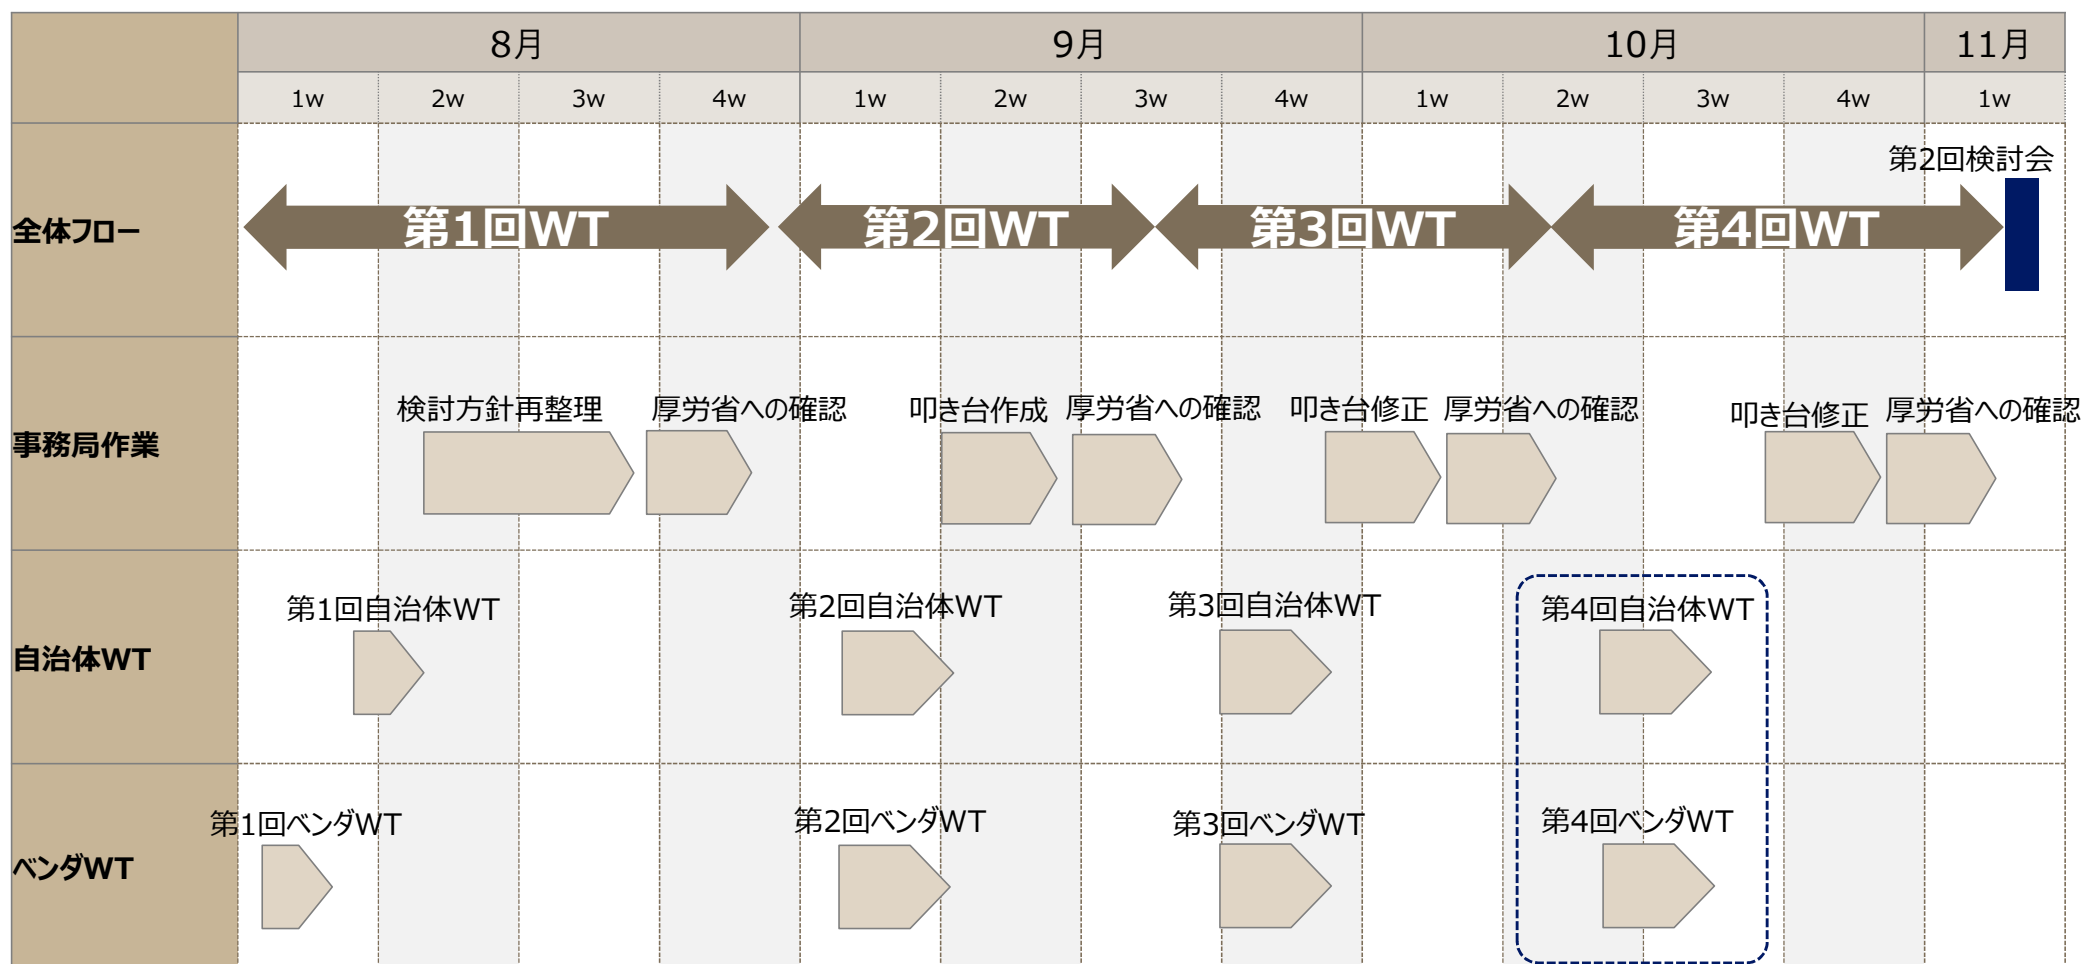 8月
9月
10月
11月
1w
2w
3w
4w
1w
2w
3w
4w
1w
2w
3w
4w
1w
全体フロー
第2回検討会
第1回WT
第2回WT
第3回WT
第4回WT
事務局作業
検討方針再整理
厚労省への確認
叩き台作成
厚労省への確認
叩き台修正
厚労省への確認
叩き台修正
厚労省への確認
自治体WT
第1回自治体WT
第2回自治体WT
第3回自治体WT
第4回自治体WT
ベンダWT
第1回ベンダWT
第2回ベンダWT
第3回ベンダWT
第4回ベンダWT